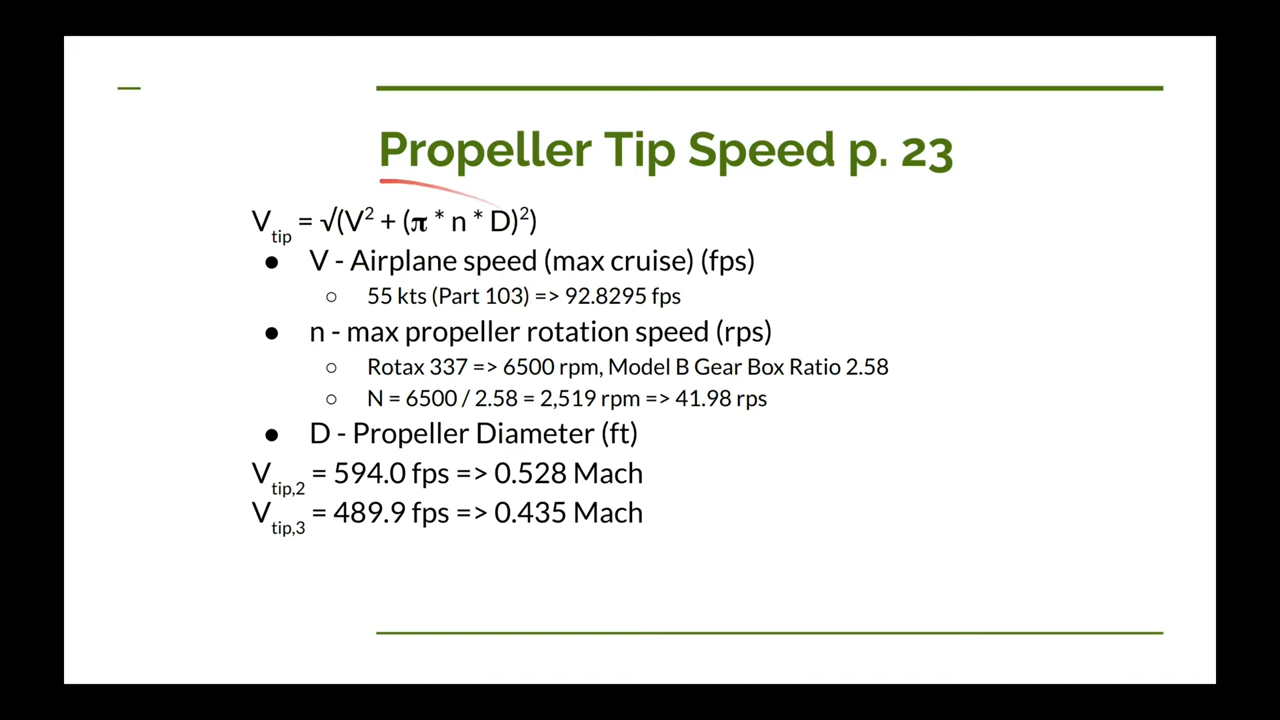 Propeller Tip Speed p. 23
Vtip = √(V² + (π * n * D)²)
● V - Airplane speed (max cruise) (fps)
○ 55 kts (Part 103) => 92.8295 fps
● n - max propeller rotation speed (rps)
○ Rotax 337 => 6500 rpm, Model B Gear Box Ratio 2.58
○ N = 6500 / 2.58 = 2,519 rpm => 41.98 rps
● D - Propeller Diameter (ft)
Vtip,2 = 594.0 fps => 0.528 Mach
Vtip,3 = 489.9 fps => 0.435 Mach